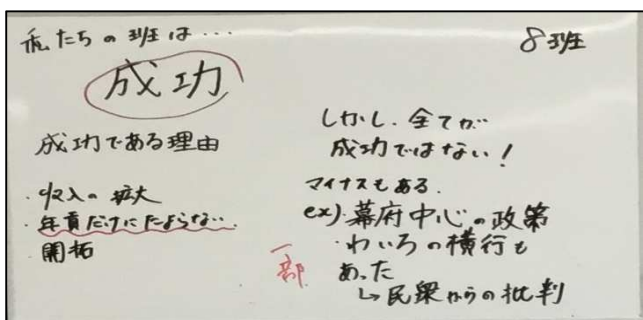 私たちの班は…
8班
成功
成功である理由
・収入の拡大
・年貢だけにたよらない…
開拓
しかし、全てが…
成功ではない!
マイナスもある.
ex) 幕府中心の政策
・わいろの横行も
あった
↳民衆からの批判
一部